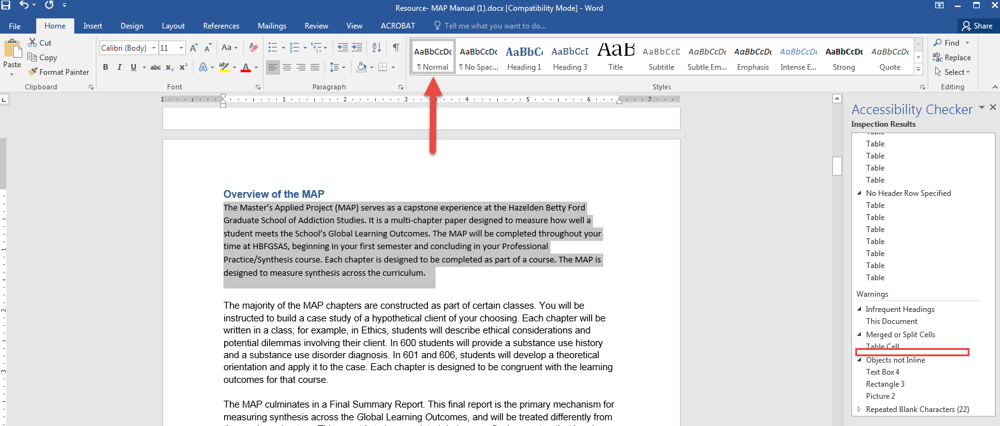 Resource- MAP Manual (1).docx [Compatibility Mode] - Word
File Home Insert Design Layout References Mailings Review View ACROBAT Tell me what you want to do... Share
Paste
Cut
Copy
Format Painter
Clipboard
Calibri (Body) 11
B I U abc X₂ X²
Font
Paragraph
AaBbCcDc AaBbCcDc AaBbCc AaBbCcD AaB AaBbCcD AaBbCcDc AaBbCcDc AaBbCcDc AaBbCcDc AaBbCcDc
¶ Normal ¶ No Spac... Heading 1 Heading 3 Title Subtitle Subtle Em... Emphasis Intense E... Strong Quote
Styles
Find
Replace
Select
Editing
1 1 2 3 4 5 6 7
Overview of the MAP
The Master's Applied Project (MAP) serves as a capstone experience at the Hazelden Betty Ford
Graduate School of Addiction Studies. It is a multi-chapter paper designed to measure how well a
student meets the School's Global Learning Outcomes. The MAP will be completed throughout your
time at HBFGSAS, beginning in your first semester and concluding in your Professional
Practice/Synthesis course. Each chapter is designed to be completed as part of a course. The MAP is
designed to measure synthesis across the curriculum.
The majority of the MAP chapters are constructed as part of certain classes. You will be
instructed to build a case study of a hypothetical client of your choosing. Each chapter will be
written in a class; for example, in Ethics, students will describe ethical considerations and
potential dilemmas involving their client. In 600 students will provide a substance use history
and a substance use disorder diagnosis. In 601 and 606, students will develop a theoretical
orientation and apply it to the case. Each chapter is designed to be congruent with the learning
outcomes for that course.
The MAP culminates in a Final Summary Report. This final report is the primary mechanism for
measuring synthesis across the Global Learning Outcomes, and will be treated differently from
Accessibility Checker
Inspection Results
Table
Table
Table
Table
Table
No Header Row Specified
Table
Table
Table
Table
Table
Table
Table
Warnings
Infrequent Headings
This Document
Merged or Split Cells
Table Cell
Objects not Inline
Text Box 4
Rectangle 3
Picture 2
Repeated Blank Characters (22)